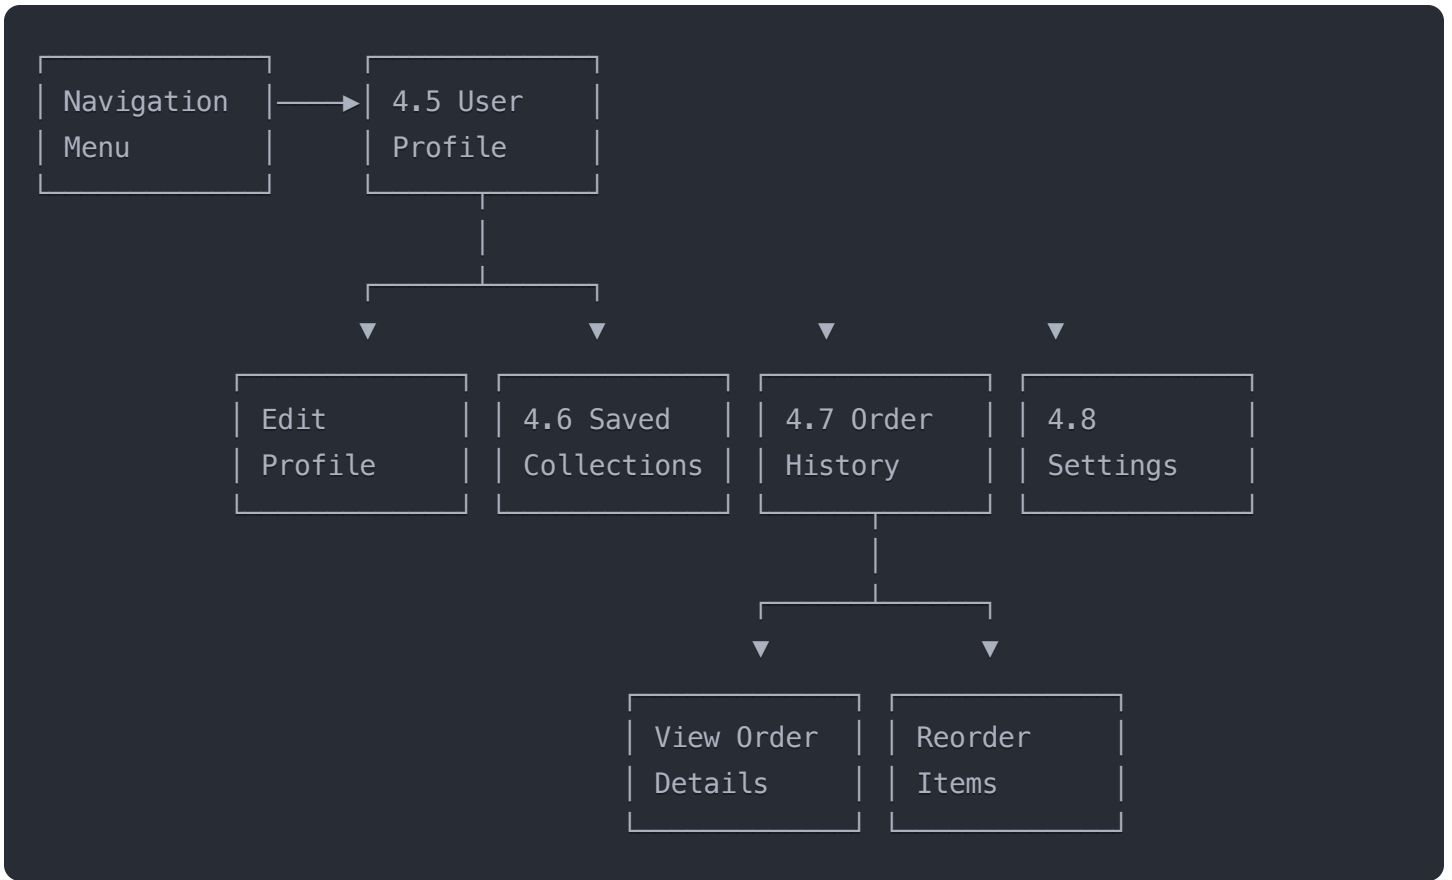 Navigation
Menu
4.5 User
Profile
Edit
Profile
4.6 Saved
Collections
4.7 Order
History
4.8
Settings
View Order
Details
Reorder
Items